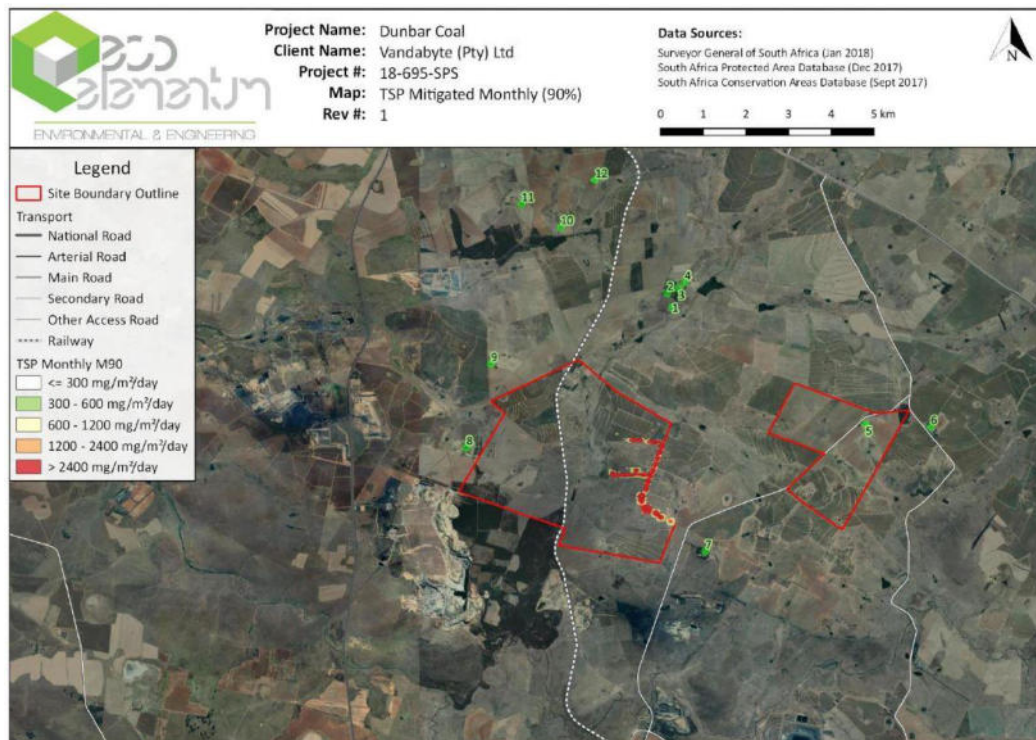 eco
elementum
ENVIRONMENTAL & ENGINEERING
Project Name: Dunbar Coal
Client Name: Vandabyte (Pty) Ltd
Project #: 18-695-SPS
Map: TSP Mitigated Monthly (90%)
Rev #: 1
Data Sources:
Surveyor General of South Africa (Jan 2018)
South Africa Protected Area Database (Dec 2017)
South Africa Conservation Areas Database (Sept 2017)
0 1 2 3 4 5 km
N
Legend
Site Boundary Outline
Transport
National Road
Arterial Road
Main Road
Secondary Road
Other Access Road
Railway
TSP Monthly M90
<= 300 mg/m³/day
300 - 600 mg/m³/day
600 - 1200 mg/m³/day
1200 - 2400 mg/m³/day
> 2400 mg/m³/day
12
11
10
4
2
3
1
9
8
5
6
7